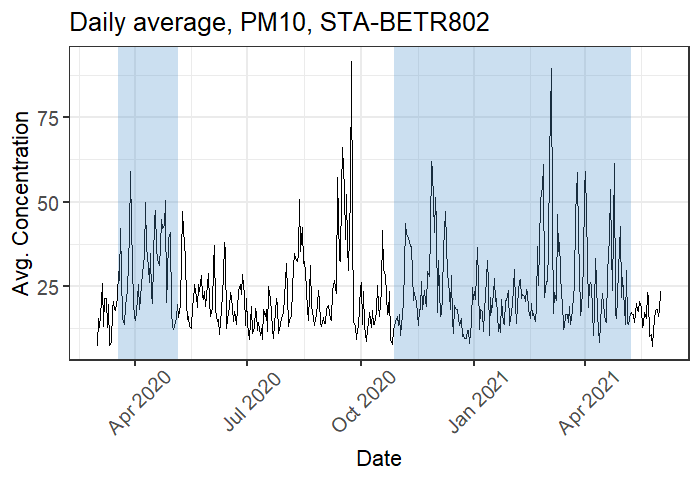 Daily average, PM10, STA-BETR802
Avg. Concentration
75
50
25
Apr 2020
Jul 2020
Oct 2020
Jan 2021
Apr 2021
Date